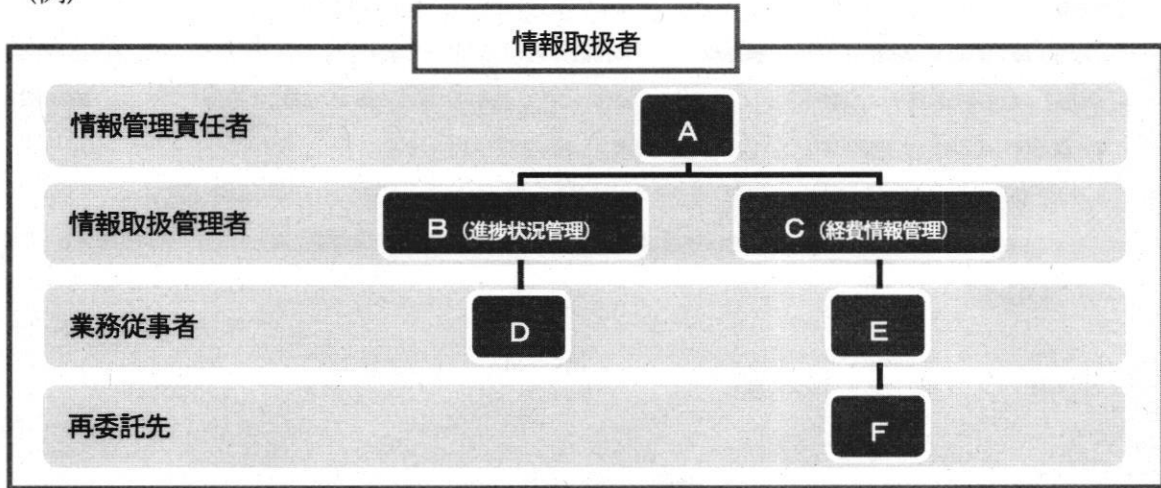 (例)
情報取扱者
情報管理責任者
A
情報取扱管理者
B (進捗状況管理)
C (経費情報管理)
業務従事者
D
E
再委託先
F